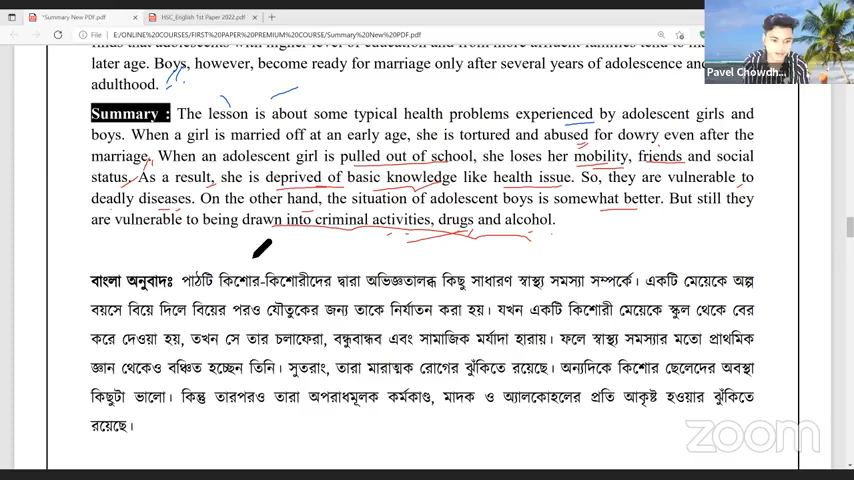 *Summary New PDF.pdf
HSC_English 1st Paper 2022.pdf
File
E:/ONLINE COURSES/FIRST PAPER PREMIUM COURSES/Summary%20New%20PDF.pdf
Pavel Chowdh...
later age. Boys, however, become ready for marriage only after several years of adolescence and
adulthood.
Summary : The lesson is about some typical health problems experienced by adolescent girls and
boys. When a girl is married off at an early age, she is tortured and abused for dowry even after the
marriage. When an adolescent girl is pulled out of school, she loses her mobility, friends and social
status. As a result, she is deprived of basic knowledge like health issue. So, they are vulnerable to
deadly diseases. On the other hand, the situation of adolescent boys is somewhat better. But still they
are vulnerable to being drawn into criminal activities, drugs and alcohol.
বাংলা অনুবাদঃ পাঠটি কিশোর-কিশোরীদের দ্বারা অভিজ্ঞতালব্ধ কিছু সাধারণ স্বাস্থ্য সমস্যা সম্পর্কে। একটি মেয়েকে অল্প
বয়সে বিয়ে দিলে বিয়ের পরও যৌতুকের জন্য তাকে নির্যাতন করা হয়। যখন একটি কিশোরী মেয়েকে স্কুল থেকে বের
করে দেওয়া হয়, তখন সে তার চলাফেরা, বন্ধুবান্ধব এবং সামাজিক মর্যাদা হারায়। ফলে স্বাস্থ্য সমস্যার মতো প্রাথমিক
জ্ঞান থেকেও বঞ্চিত হচ্ছেন তিনি। সুতরাং, তারা মারাত্মক রোগের ঝুঁকিতে রয়েছে। অন্যদিকে কিশোর ছেলেদের অবস্থা
কিছুটা ভালো। কিন্তু তারপরও তারা অপরাধমূলক কর্মকাণ্ড, মাদক ও অ্যালকোহলের প্রতি আকৃষ্ট হওয়ার ঝুঁকিতে
রয়েছে।
zoom